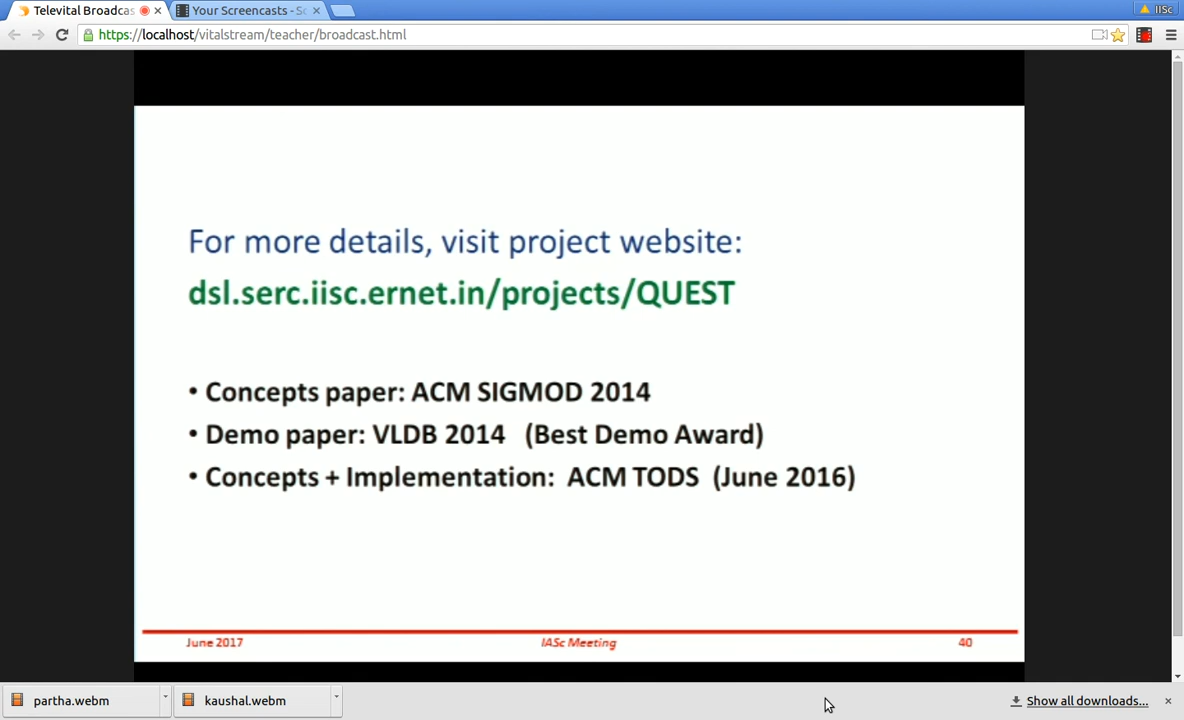 Televital Broadcas
Your Screencasts - Sc
IISc
https://localhost/vitalstream/teacher/broadcast.html
For more details, visit project website:
dsl.serc.iisc.ernet.in/projects/QUEST
• Concepts paper: ACM SIGMOD 2014
• Demo paper: VLDB 2014 (Best Demo Award)
• Concepts + Implementation: ACM TODS (June 2016)
June 2017 IASc Meeting 40
partha.webm
kaushal.webm
Show all downloads...